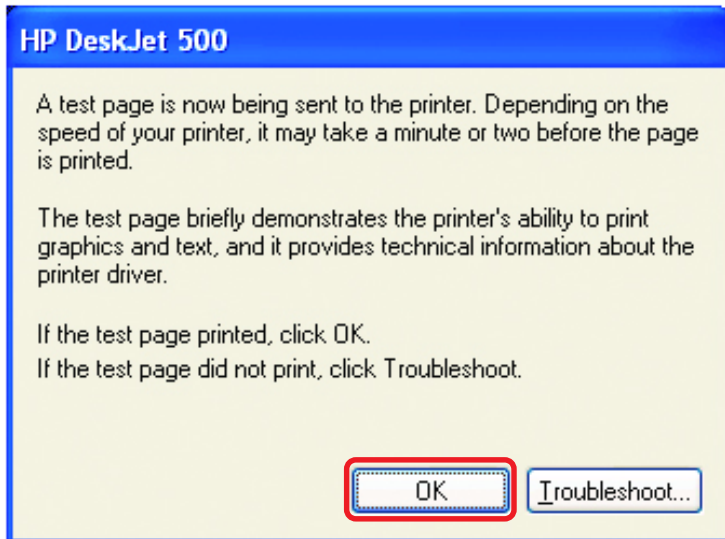 HP DeskJet 500
A test page is now being sent to the printer. Depending on the
speed of your printer, it may take a minute or two before the page
is printed.
The test page briefly demonstrates the printer's ability to print
graphics and text, and it provides technical information about the
printer driver.
If the test page printed, click OK.
If the test page did not print, click Troubleshoot.
OK
Troubleshoot...